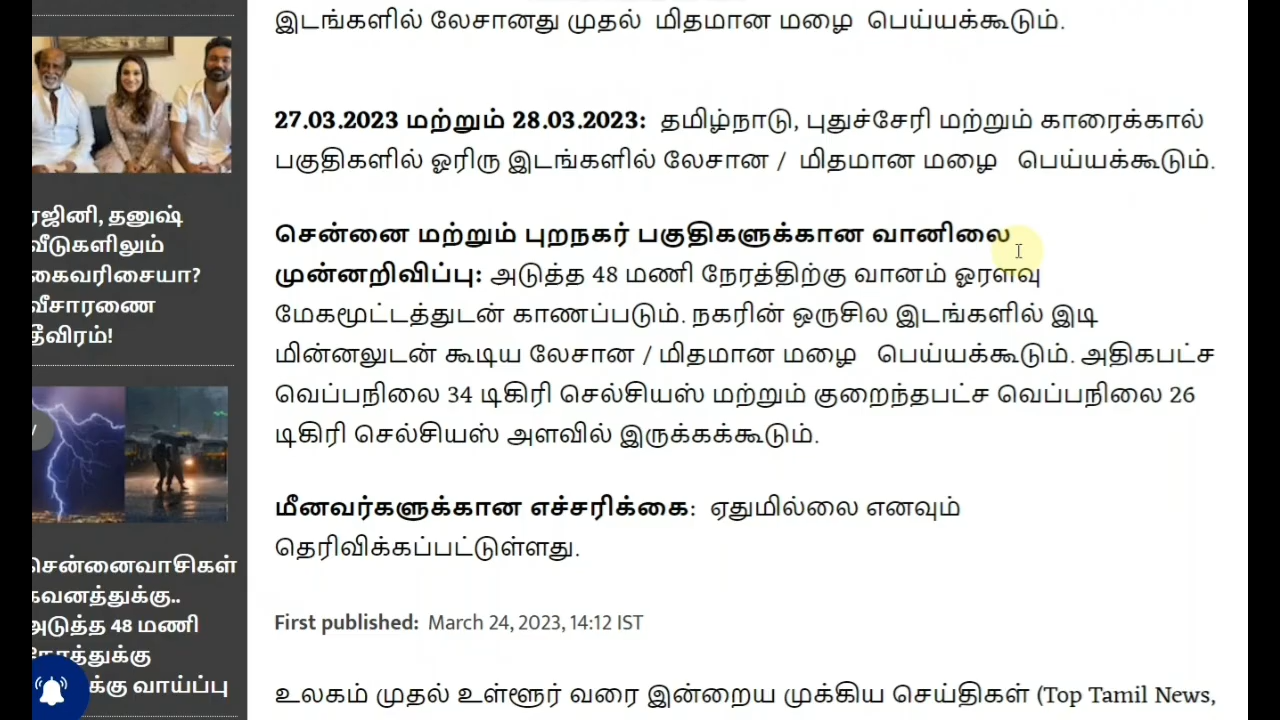 இடங்களில் லேசானது முதல் மிதமான மழை பெய்யக்கூடும்.
27.03.2023 மற்றும் 28.03.2023: தமிழ்நாடு, புதுச்சேரி மற்றும் காரைக்கால்
பகுதிகளில் ஓரிரு இடங்களில் லேசான / மிதமான மழை பெய்யக்கூடும்.
சென்னை மற்றும் புறநகர் பகுதிகளுக்கான வானிலை
முன்னறிவிப்பு: அடுத்த 48 மணி நேரத்திற்கு வானம் ஓரளவு
மேகமூட்டத்துடன் காணப்படும். நகரின் ஒருசில இடங்களில் இடி
மின்னலுடன் கூடிய லேசான / மிதமான மழை பெய்யக்கூடும். அதிகபட்ச
வெப்பநிலை 34 டிகிரி செல்சியஸ் மற்றும் குறைந்தபட்ச வெப்பநிலை 26
டிகிரி செல்சியஸ் அளவில் இருக்கக்கூடும்.
மீனவர்களுக்கான எச்சரிக்கை: ஏதுமில்லை எனவும்
தெரிவிக்கப்பட்டுள்ளது.
First published: March 24, 2023, 14:12 IST
உலகம் முதல் உள்ளூர் வரை இன்றைய முக்கிய செய்திகள் (Top Tamil News,
ரஜினி, தனுஷ்
வீடுகளிலும்
கைவரிசையா?
வீசாரணை
தீவிரம்!
சென்னைவாசிகள்
கவனத்துக்கு..
அடுத்த 48 மணி
நேரத்துக்கு
க்கு வாய்ப்பு